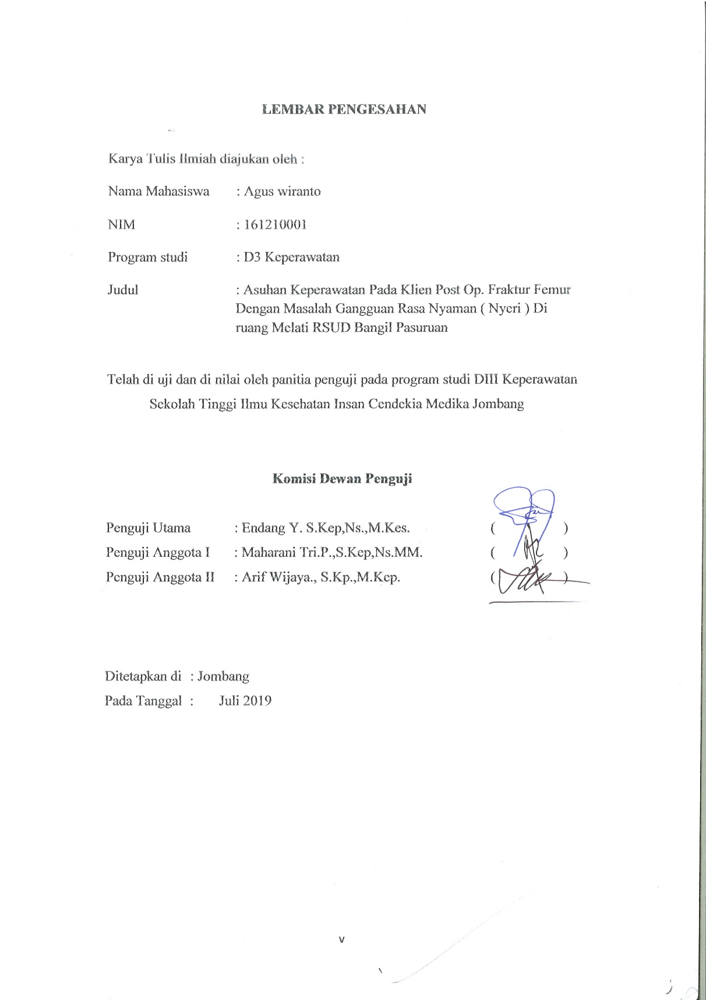 LEMBAR PENGESAHAN
Karya Tulis Ilmiah diajukan oleh :
Nama Mahasiswa : Agus wiranto
NIM : 161210001
Program studi : D3 Keperawatan
Judul : Asuhan Keperawatan Pada Klien Post Op. Fraktur Femur
Dengan Masalah Gangguan Rasa Nyaman ( Nyeri ) Di
ruang Melati RSUD Bangil Pasuruan
Telah di uji dan di nilai oleh panitia penguji pada program studi DIII Keperawatan
Sekolah Tinggi Ilmu Kesehatan Insan Cendekia Medika Jombang
Komisi Dewan Penguji
Penguji Utama : Endang Y. S.Kep,Ns.,M.Kes. ( )
Penguji Anggota I : Maharani Tri.P.,S.Kep,Ns.MM. ( )
Penguji Anggota II : Arif Wijaya., S.Kp.,M.Kep. ( )
Ditetapkan di : Jombang
Pada Tanggal : Juli 2019
v